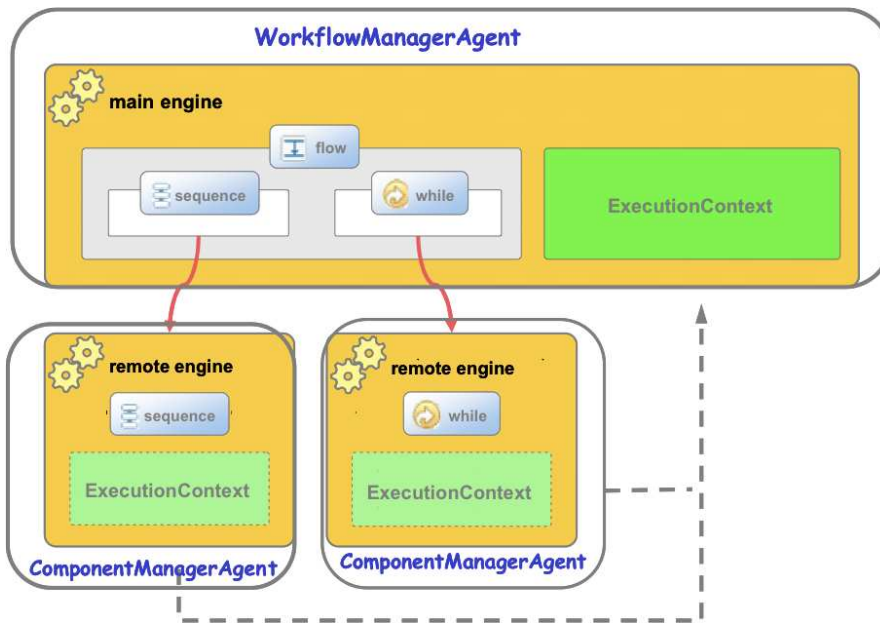 WorkflowManagerAgent
main engine
flow
sequence
while
ExecutionContext
remote engine
sequence
ExecutionContext
ComponentManagerAgent
remote engine
while
ExecutionContext
ComponentManagerAgent